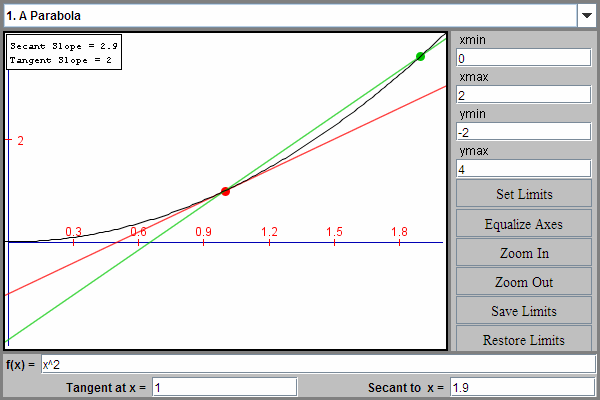 1. A Parabola
Secant Slope = 2.9
Tangent Slope = 2
2
0.3 0.6 0.9 1.2 1.5 1.8
xmin
0
xmax
2
ymin
-2
ymax
4
Set Limits
Equalize Axes
Zoom In
Zoom Out
Save Limits
Restore Limits
f(x) = x^2
Tangent at x = 1 Secant to x = 1.9